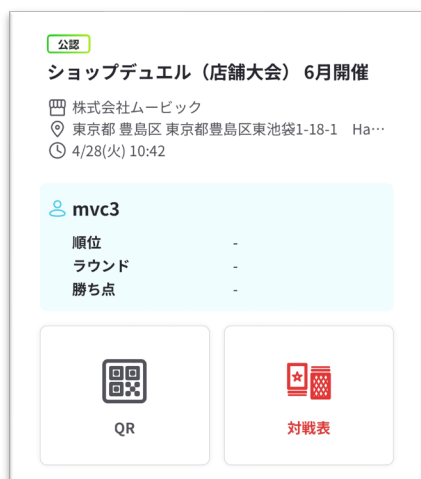 公認
ショップデュエル（店舗大会） 6月開催
株式会社ムービック
東京都 豊島区 東京都豊島区東池袋1-18-1　Ha…
4/28(火) 10:42
mvc3
順位 -
ラウンド -
勝ち点 -
QR
対戦表